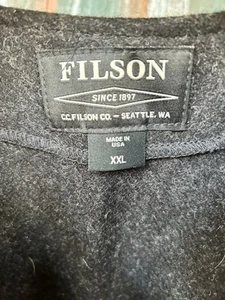 FILSON
SINCE 1897
C.C. FILSON CO. – SEATTLE, WA
MADE IN
USA
XXL